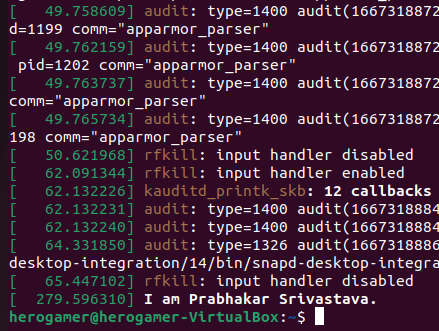 [   49.758609] audit: type=1400 audit(1667318872
d=1199 comm="apparmor_parser"
[   49.762159] audit: type=1400 audit(1667318872
 pid=1202 comm="apparmor_parser"
[   49.763737] audit: type=1400 audit(1667318872
comm="apparmor_parser"
[   49.765734] audit: type=1400 audit(1667318872
198 comm="apparmor_parser"
[   50.621968] rfkill: input handler disabled
[   62.091344] rfkill: input handler enabled
[   62.132226] kauditd_printk_skb: 12 callbacks
[   62.132231] audit: type=1400 audit(1667318884
[   62.132240] audit: type=1400 audit(1667318884
[   64.331850] audit: type=1326 audit(1667318886
desktop-integration/14/bin/snapd-desktop-integra
[   65.447102] rfkill: input handler disabled
[  279.596310] I am Prabhakar Srivastava.
herogamer@herogamer-VirtualBox:~$